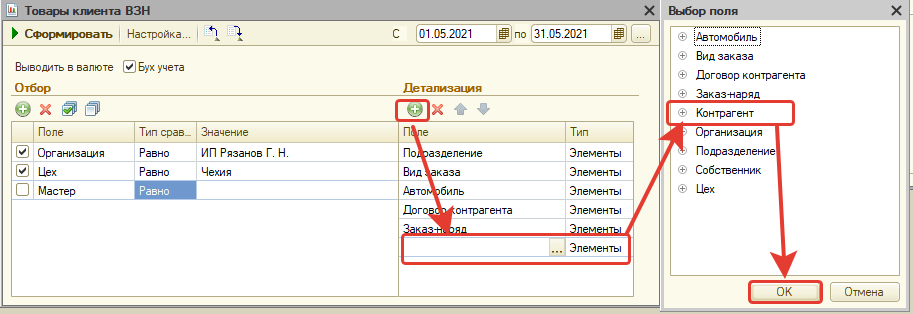 Товары клиента ВЗН
Сформировать Настройка... С 01.05.2021 по 31.05.2021 ...
Выводить в валюте Бух учета
Отбор
Поле Тип срав... Значение
Организация Равно ИП Рязанов Г. Н.
Цех Равно Чехия
Мастер Равно
Детализация
Поле Тип
Подразделение Элементы
Вид заказа Элементы
Автомобиль Элементы
Договор контрагента Элементы
Заказ-наряд Элементы
... Элементы
Выбор поля
Автомобиль
Вид заказа
Договор контрагента
Заказ-наряд
Контрагент
Организация
Подразделение
Собственник
Цех
OK Отмена